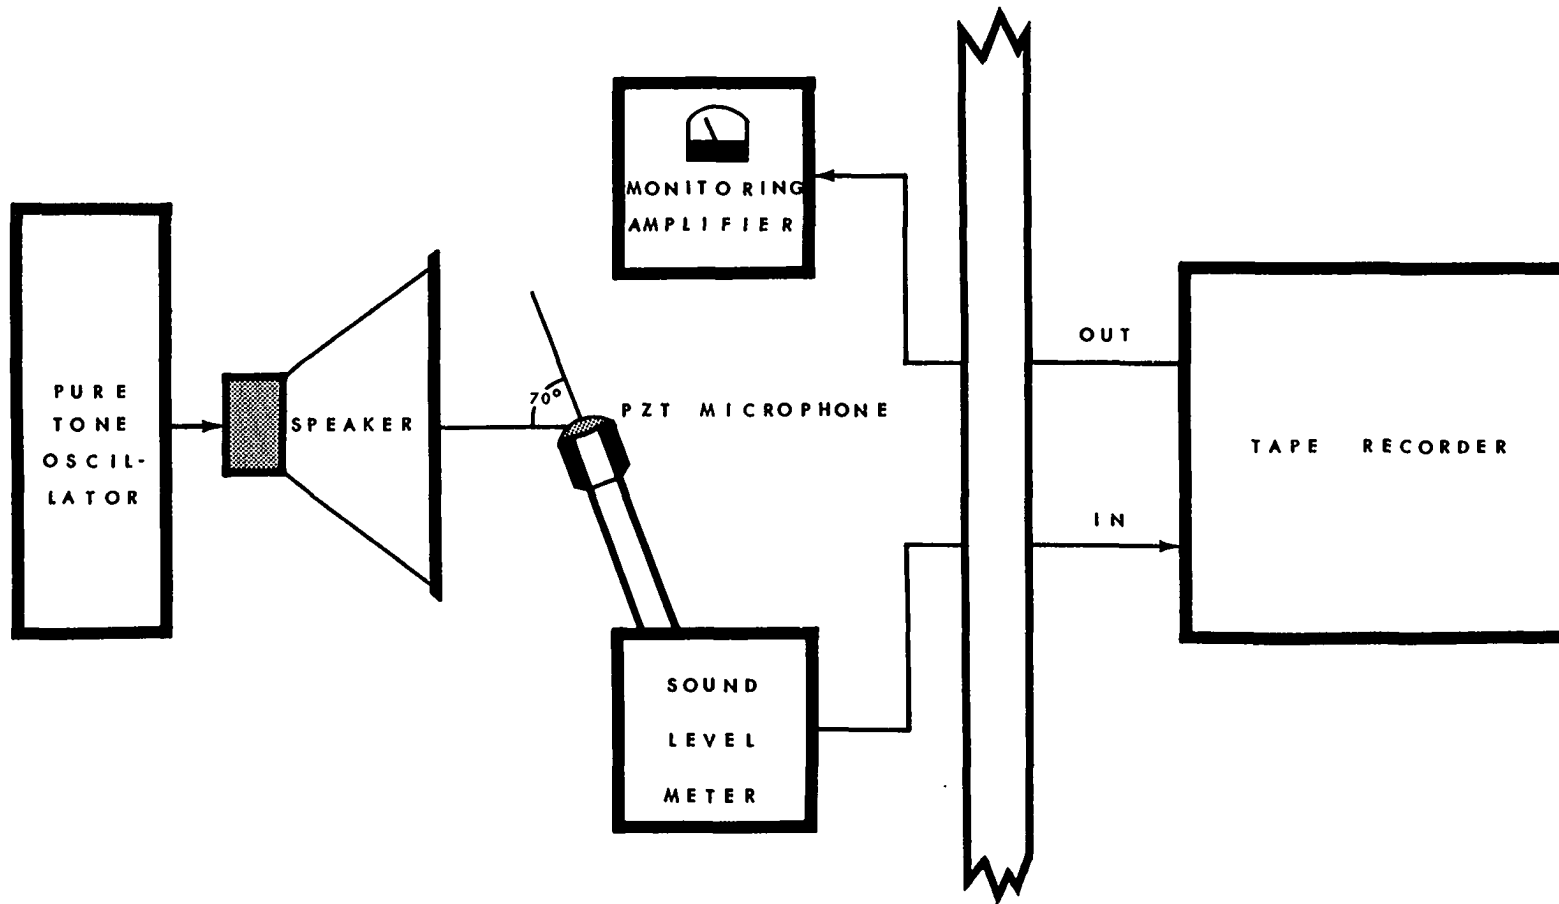 MONITORING
AMPLIFIER
PURE
TONE
OSCIL-
LATOR
SPEAKER
70°
PZT MICROPHONE
OUT
IN
TAPE RECORDER
SOUND
LEVEL
METER